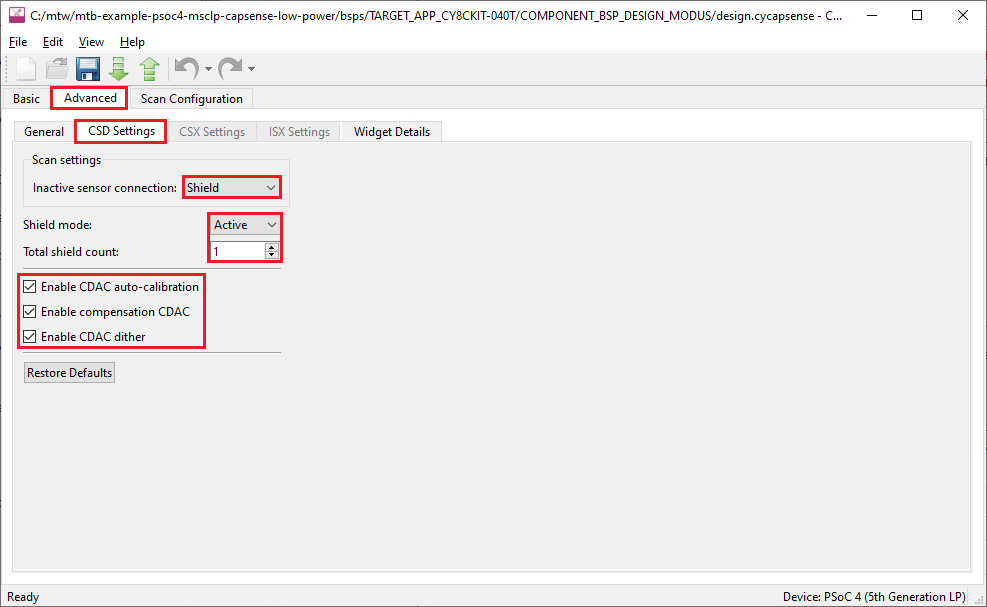 C:/mtw/mtb-example-psoc4-msclp-capsense-low-power/bsps/TARGET_APP_CY8CKIT-040T/COMPONENT_BSP_DESIGN_MODUS/design.cycapsense - C...
File Edit View Help
Basic Advanced Scan Configuration
General CSD Settings CSX Settings ISX Settings Widget Details
Scan settings
Inactive sensor connection: Shield
Shield mode: Active
Total shield count: 1
Enable CDAC auto-calibration
Enable compensation CDAC
Enable CDAC dither
Restore Defaults
Ready Device: PSoC 4 (5th Generation LP)